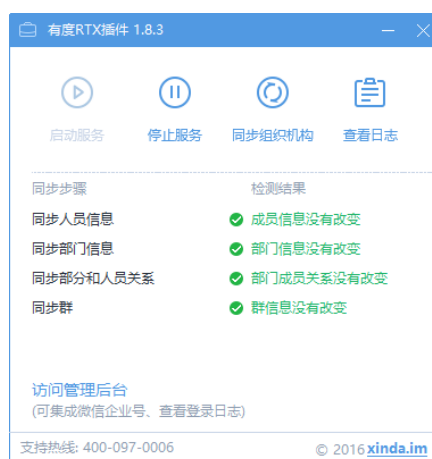 有度RTX插件 1.8.3
启动服务 停止服务 同步组织机构 查看日志
同步步骤 检测结果
同步人员信息 成员信息没有改变
同步部门信息 部门信息没有改变
同步部分和人员关系 部门成员关系没有改变
同步群 群信息没有改变
访问管理后台
(可集成微信企业号、查看登录日志)
支持热线: 400-097-0006 © 2016 xinda.im